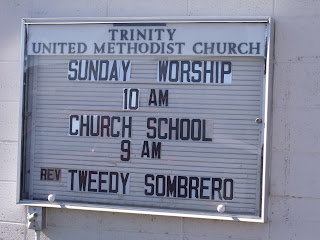 TRINITY
UNITED METHODIST CHURCH
SUNDAY WORSHIP
10 AM
CHURCH SCHOOL
9 AM
REV TWEEDY SOMBRERO